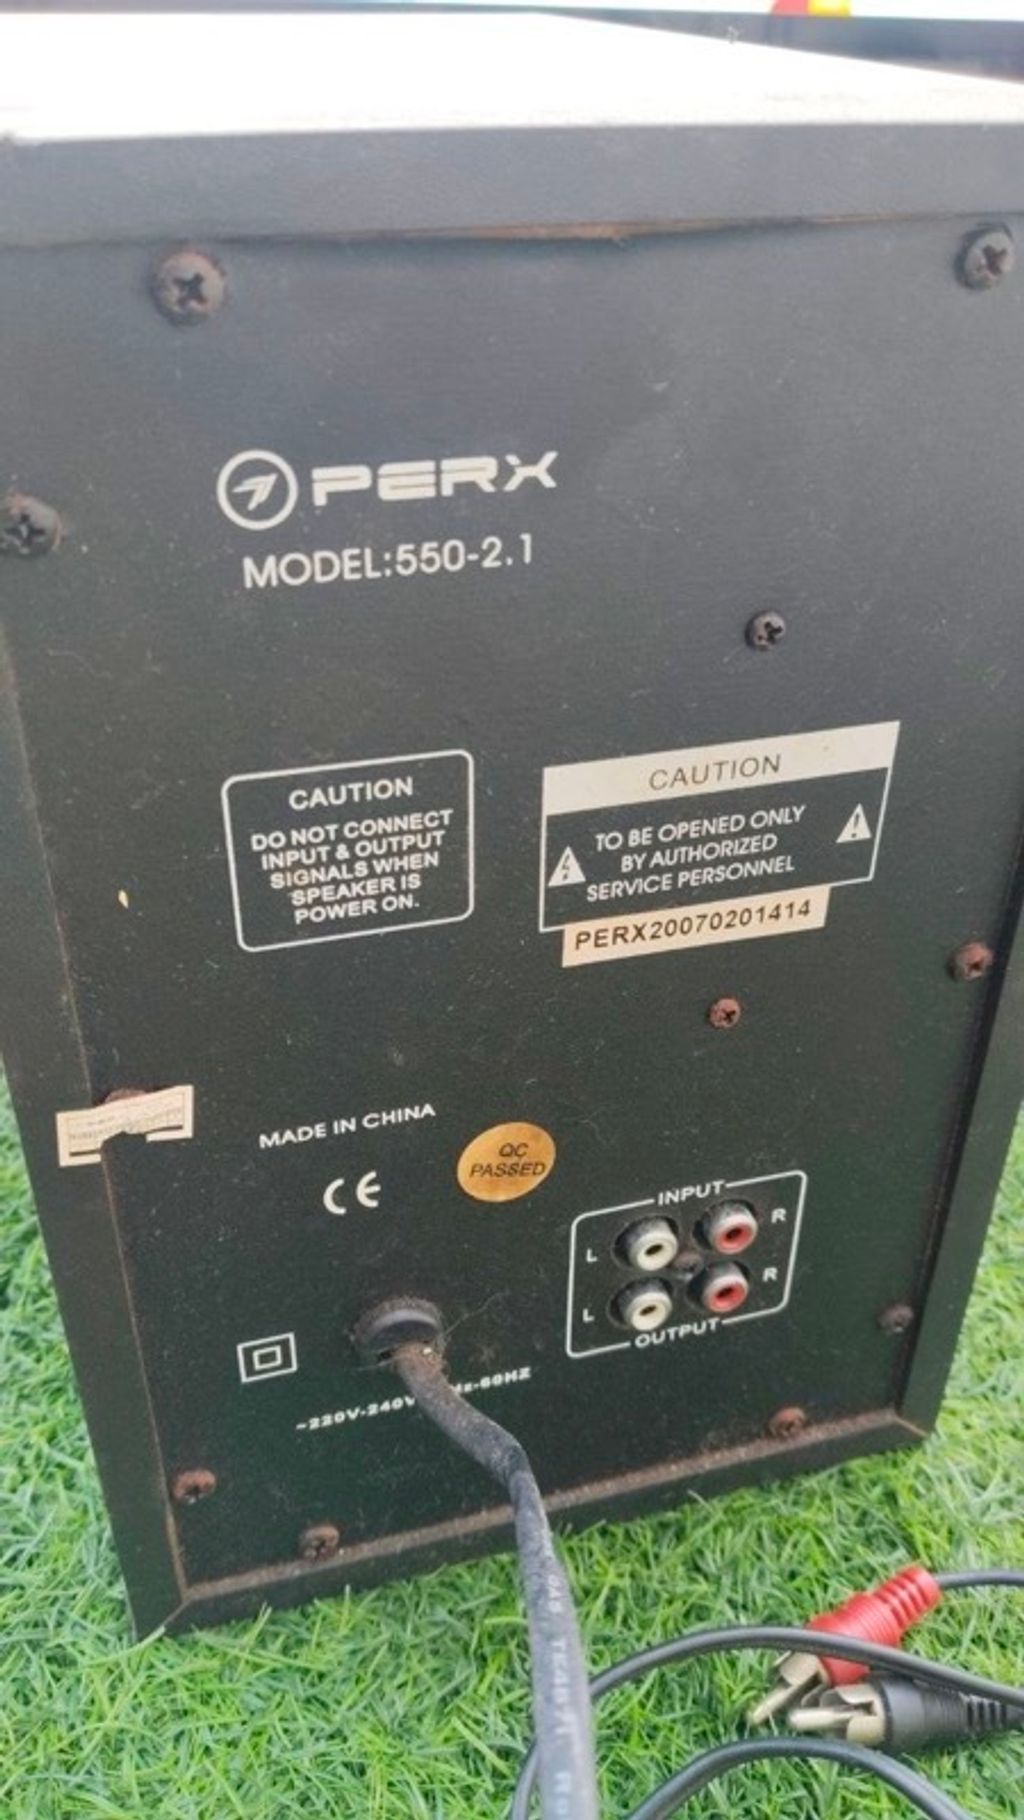 PERX
MODEL:550-2.1
CAUTION
DO NOT CONNECT
INPUT & OUTPUT
SIGNALS WHEN
SPEAKER IS
POWER ON.
CAUTION
TO BE OPENED ONLY
BY AUTHORIZED
SERVICE PERSONNEL
PERX20070201414
MADE IN CHINA
CE
QC
PASSED
INPUT
L R
L R
OUTPUT
~220V-240V -60HZ